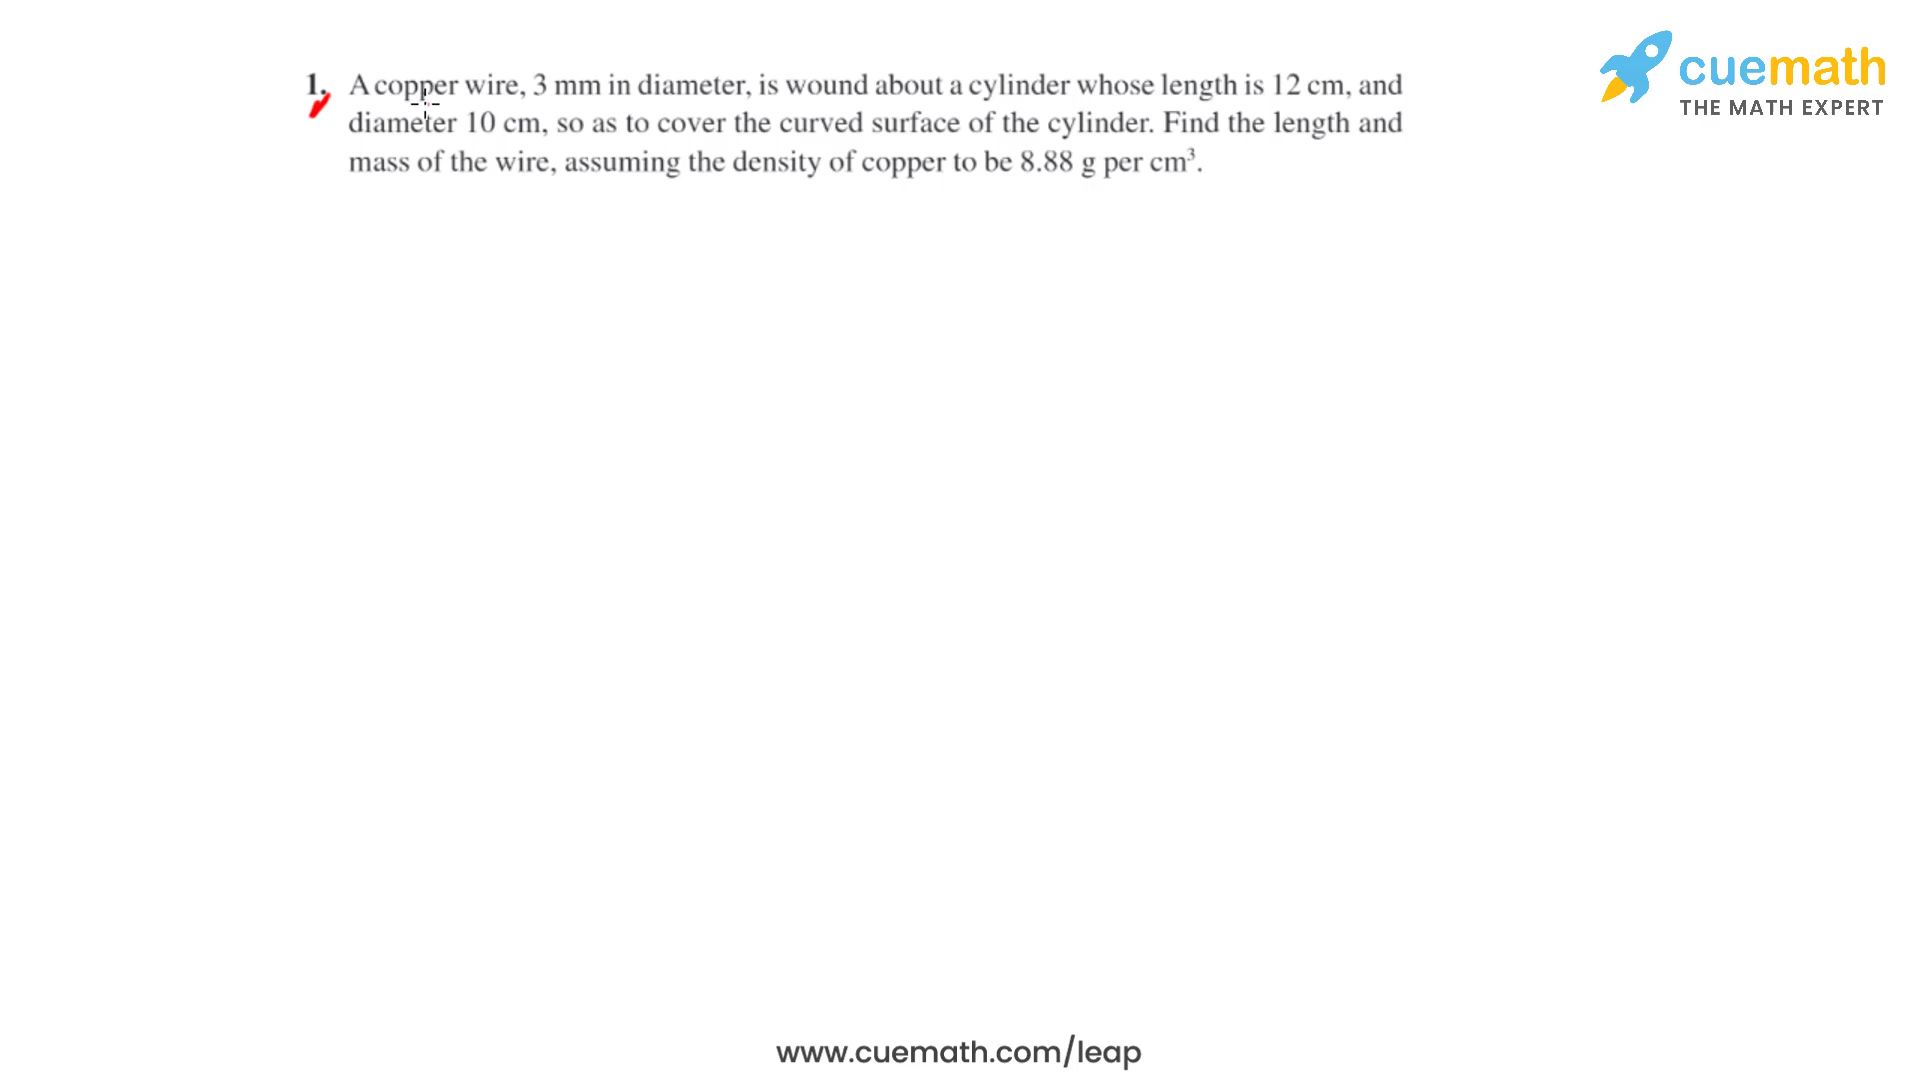 cuemath
THE MATH EXPERT
1. A copper wire, 3 mm in diameter, is wound about a cylinder whose length is 12 cm, and
diameter 10 cm, so as to cover the curved surface of the cylinder. Find the length and
mass of the wire, assuming the density of copper to be 8.88 g per cm³.
www.cuemath.com/leap